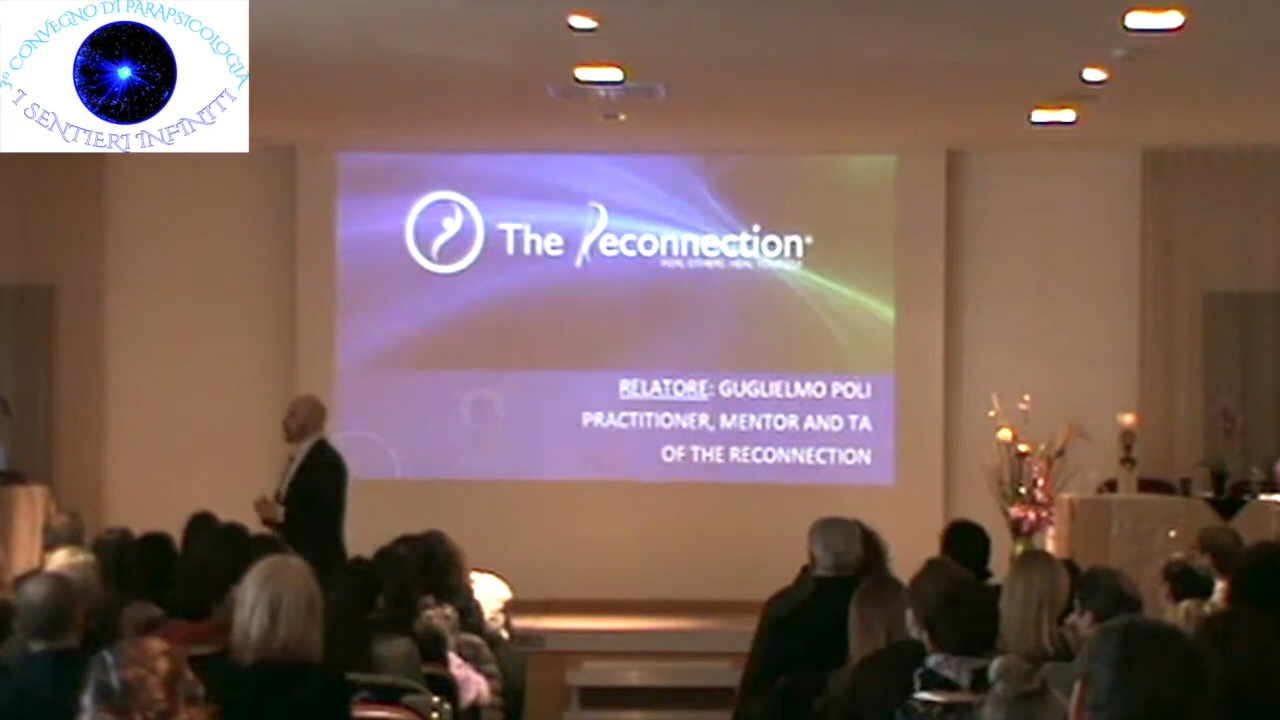 3° CONVEGNO DI PARAPSICOLOGIA
I SENTIERI INFINITI
The Reconnection®
RELATORE: GUGLIELMO POLI
PRACTITIONER, MENTOR AND TA
OF THE RECONNECTION